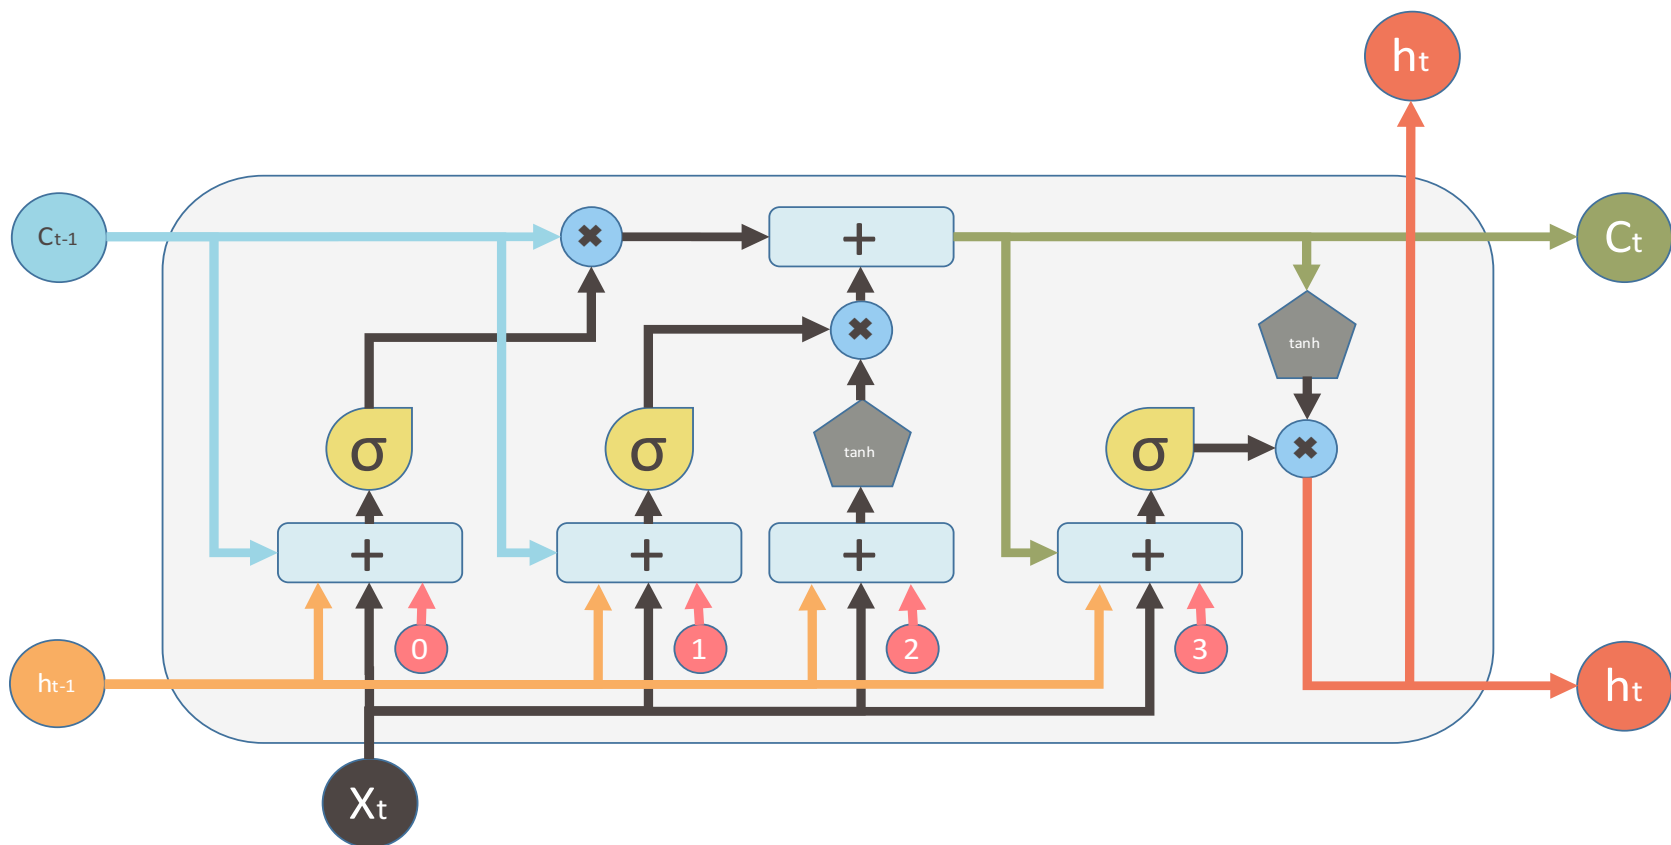 ht
Ct-1
✖
+
Ct
tanh
✖
σ
σ
tanh
σ
✖
+
+
+
+
0
1
2
3
ht-1
ht
Xt